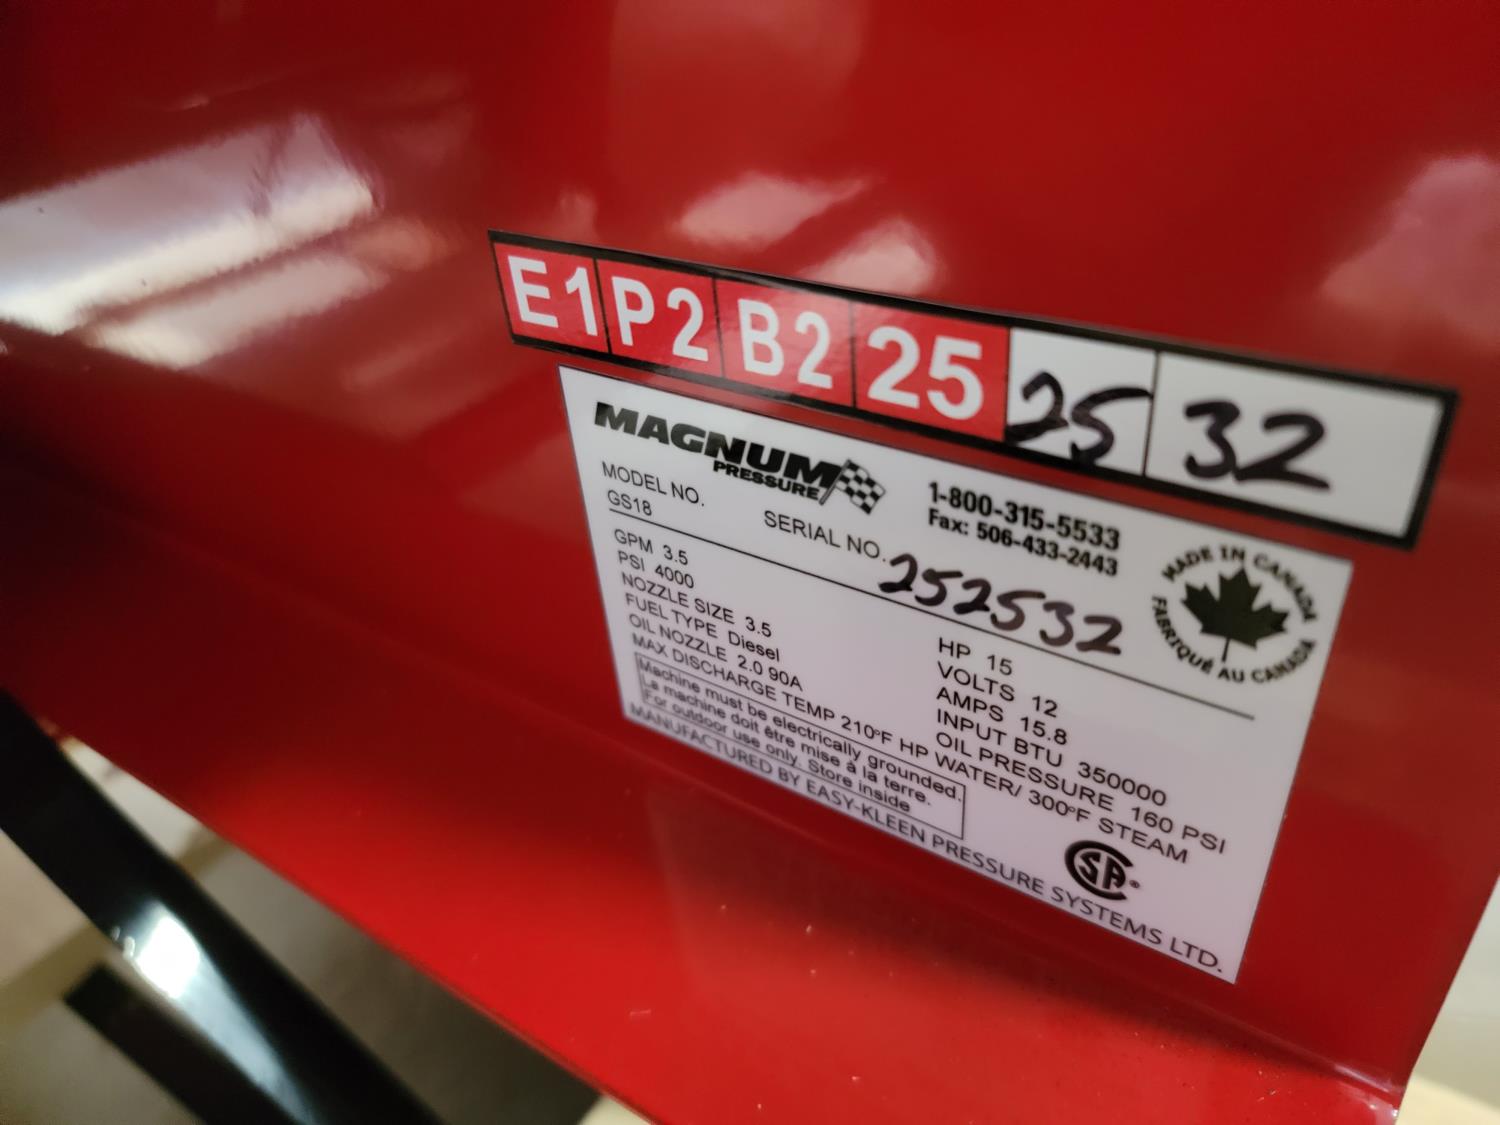 E1 P2 B2 25 25 32
MAGNUM
PRESSURE
1-800-315-5533
Fax: 506-433-2443
MODEL NO.
GS18
SERIAL NO. 252532
MADE IN CANADA
FABRIQUÉ AU CANADA
GPM 3.5
PSI 4000
NOZZLE SIZE 3.5
FUEL TYPE Diesel
OIL NOZZLE 2.0 90A
HP 15
VOLTS 12
AMPS 15.8
INPUT BTU 350000
OIL PRESSURE 160 PSI
MAX DISCHARGE TEMP 210ºF HP WATER/ 300ºF STEAM
Machine must be electrically grounded.
La machine doit être mise à la terre.
For outdoor use only. Store inside
MANUFACTURED BY EASY-KLEEN PRESSURE SYSTEMS LTD.
SA®